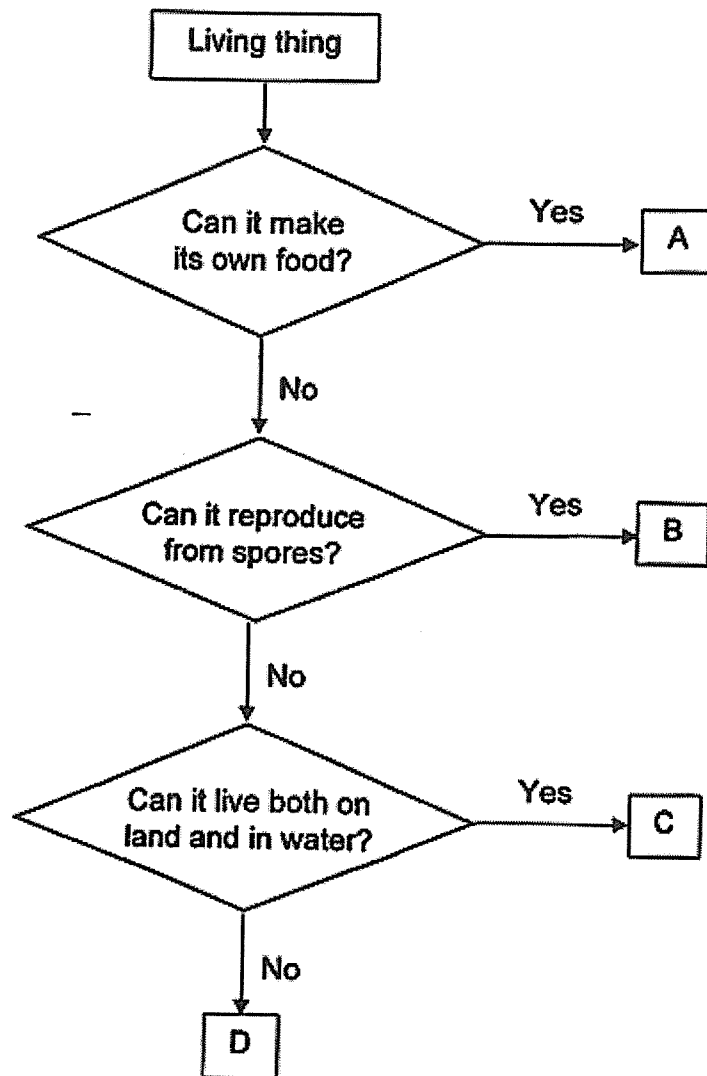 Living thing
Can it make
its own food?
Yes
A
No
Can it reproduce
from spores?
Yes
B
No
Can it live both on
land and in water?
Yes
C
No
D